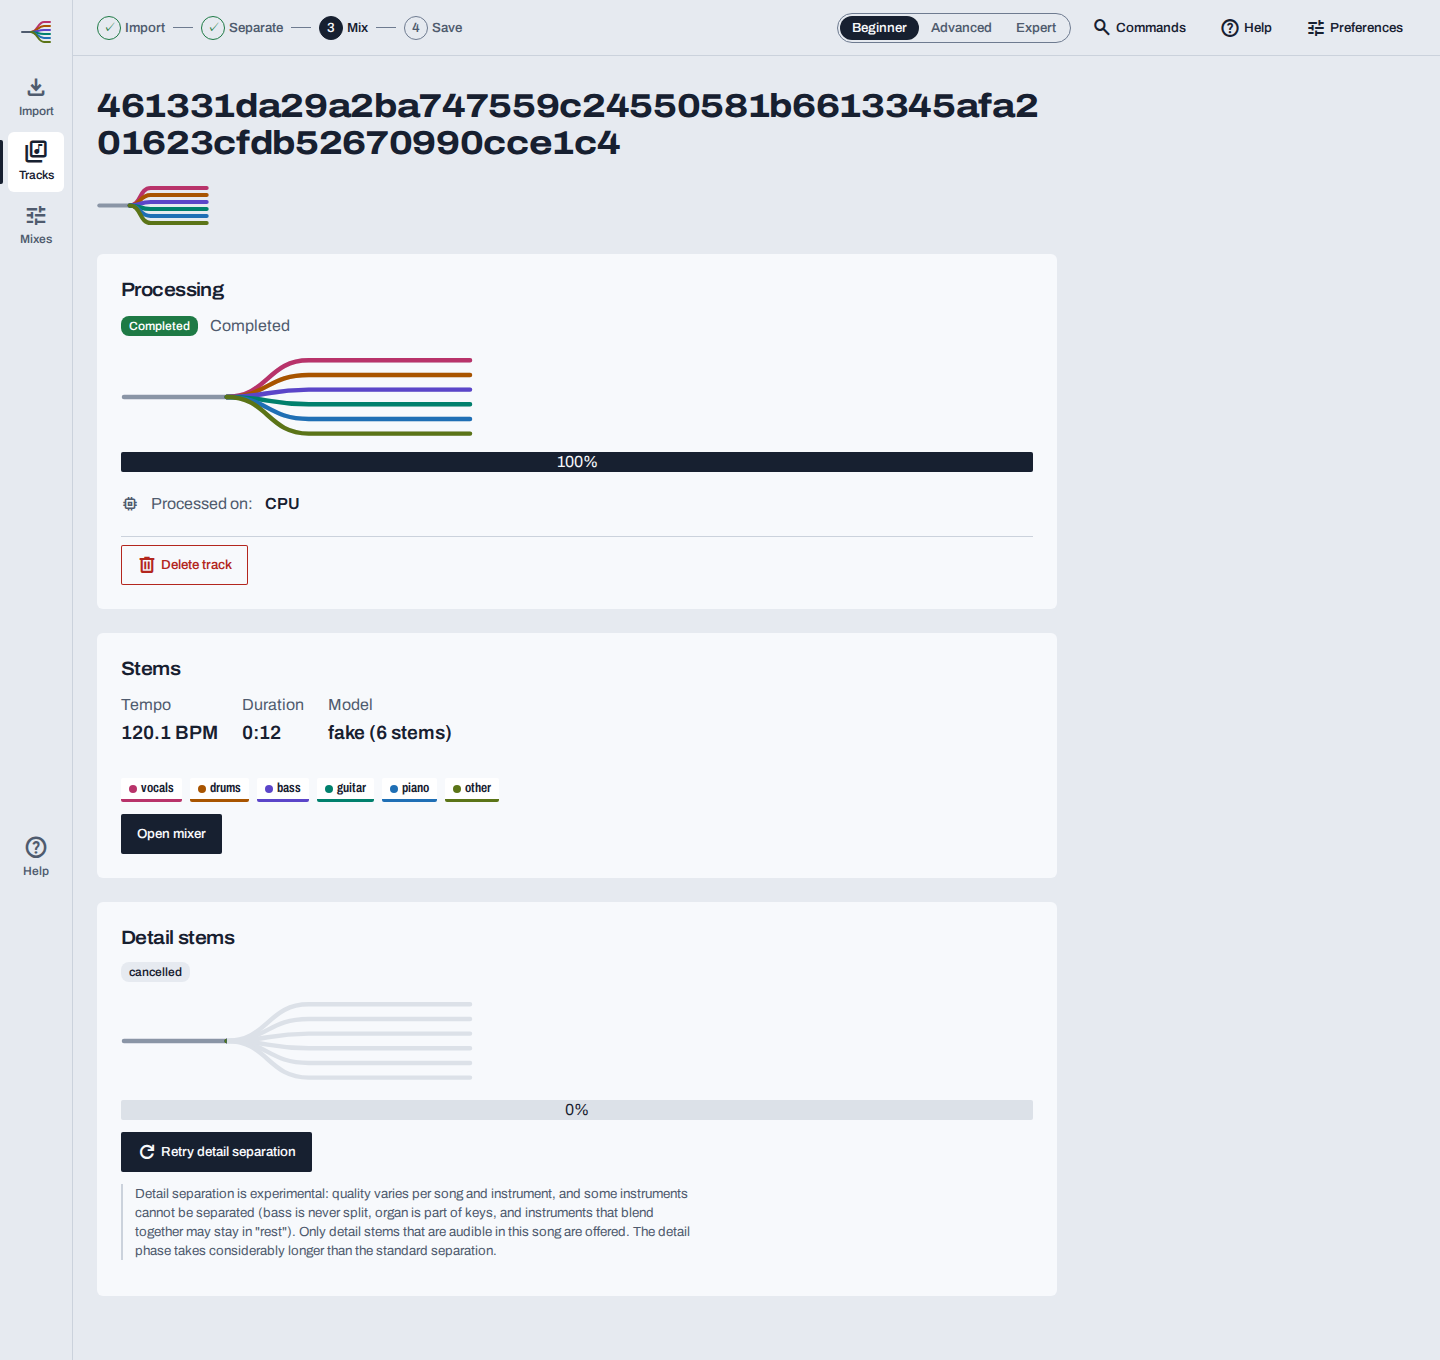 Import
Separate
3 Mix
4 Save
Beginner
Advanced
Expert
Commands
Help
Preferences
Import
Tracks
Mixes
Help
461331da29a2ba747559c24550581b6613345afa2
01623cfdb52670990cce1c4
Processing
Completed Completed
100%
Processed on: CPU
Delete track
Stems
Tempo Duration Model
120.1 BPM 0:12 fake (6 stems)
vocals drums bass guitar piano other
Open mixer
Detail stems
cancelled
0%
Retry detail separation
Detail separation is experimental: quality varies per song and instrument, and some instruments
cannot be separated (bass is never split, organ is part of keys, and instruments that blend
together may stay in "rest"). Only detail stems that are audible in this song are offered. The detail
phase takes considerably longer than the standard separation.